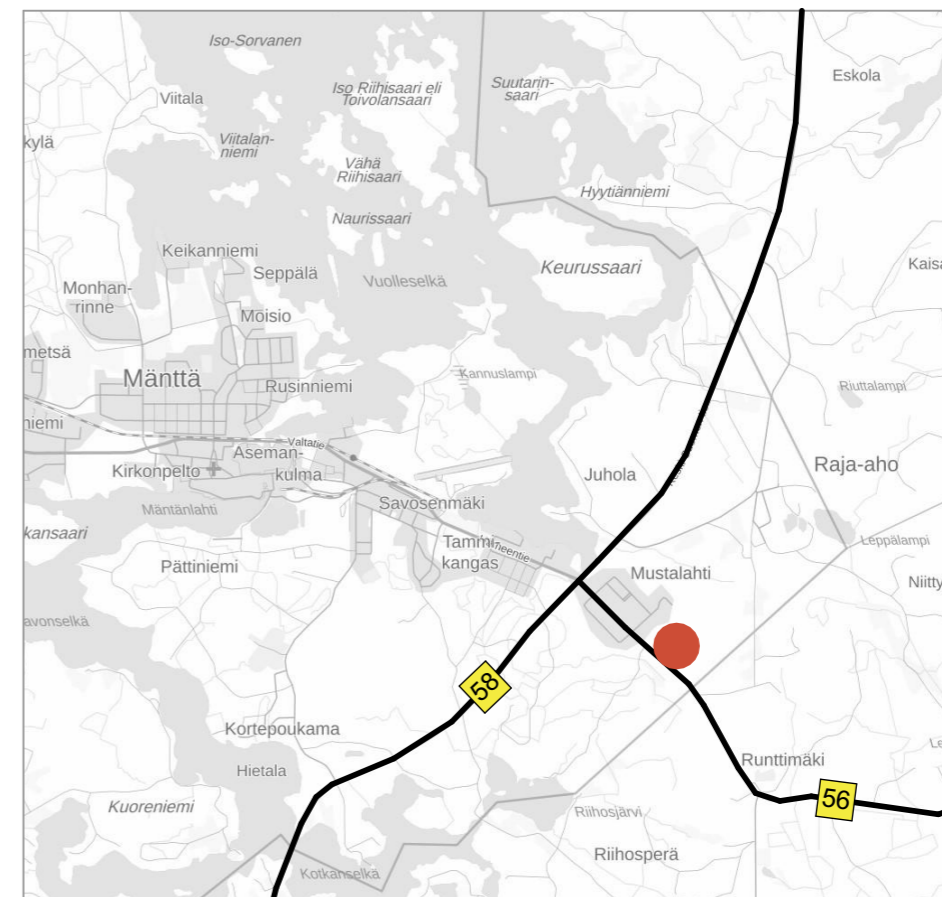 Iso-Sorvanen
Eskola
Iso Riihisaari eli
Toivolansaari
Suutarin-
saari
Viitala
kylä
Viitalan-
niemi
Vähä
Riihisaari
Hyytiänniemi
Naurissaari
Keikanniemi
Seppälä
Keurussaari
Kaisa
Monhan-
rinne
Vuolleselkä
Moisio
metsä
Mänttä
Rusinniemi
Kannuslampi
Riuttalampi
niemi
Valtatie
Aseman-
kulma
Kirkonpelto
Juhola
Raja-aho
Savosenmäki
Mäntänlahti
kansaari
Tammi
kangas
tieentie
Leppälampi
Pättiniemi
Mustalahti
Niitty
avonselkä
58
Kortepoukama
Runttimäki
Le
Hietala
56
Kuoreniemi
Riihosjärvi
Riihosperä
Kotkanselkä